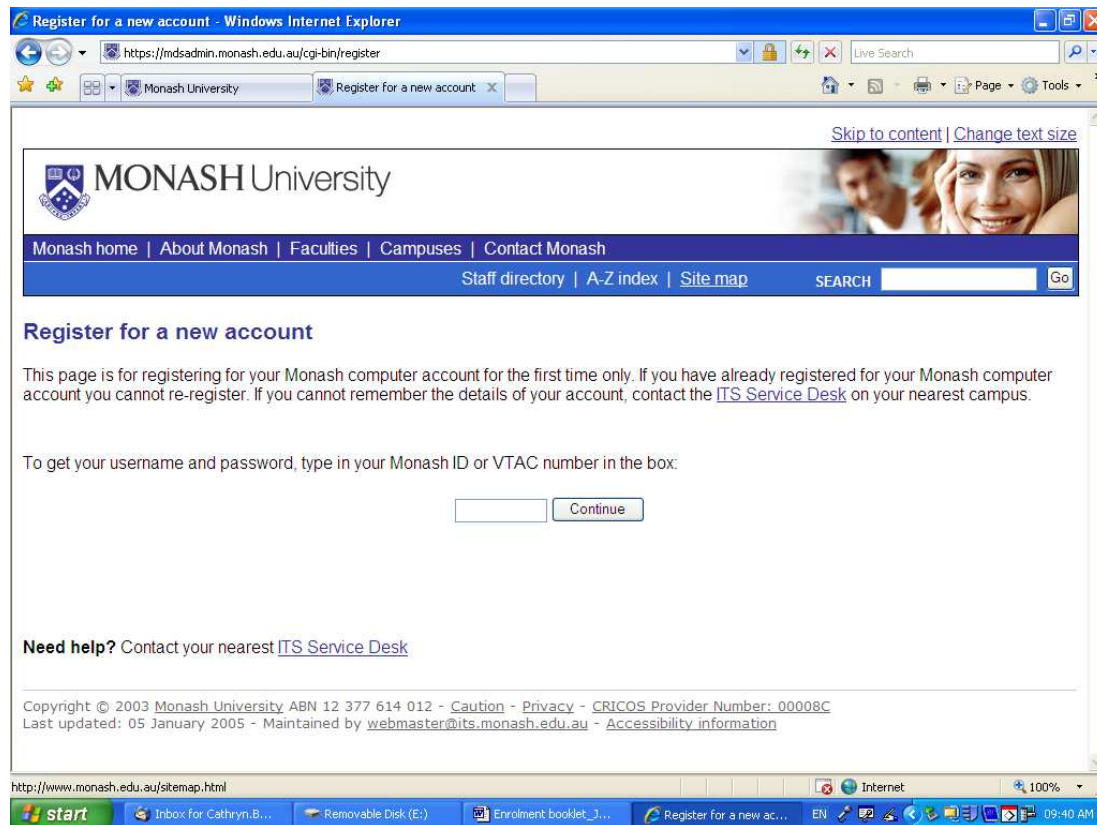 Register for a new account - Windows Internet Explorer
https://mdsadmin.monash.edu.au/cgi-bin/register
Live Search
Monash University
Register for a new account
Page
Tools
Skip to content | Change text size
MONASH University
Monash home | About Monash | Faculties | Campuses | Contact Monash
Staff directory | A-Z index | Site map SEARCH Go
Register for a new account
This page is for registering for your Monash computer account for the first time only. If you have already registered for your Monash computer
account you cannot re-register. If you cannot remember the details of your account, contact the ITS Service Desk on your nearest campus.
To get your username and password, type in your Monash ID or VTAC number in the box:
Continue
Need help? Contact your nearest ITS Service Desk
Copyright © 2003 Monash University ABN 12 377 614 012 - Caution - Privacy - CRICOS Provider Number: 00008C
Last updated: 05 January 2005 - Maintained by webmaster@its.monash.edu.au - Accessibility information
http://www.monash.edu.au/sitemap.html
Internet
100%
start
Inbox for Cathryn.B...
Removable Disk (E:)
Enrolment booklet_J...
Register for a new ac...
EN
09:40 AM